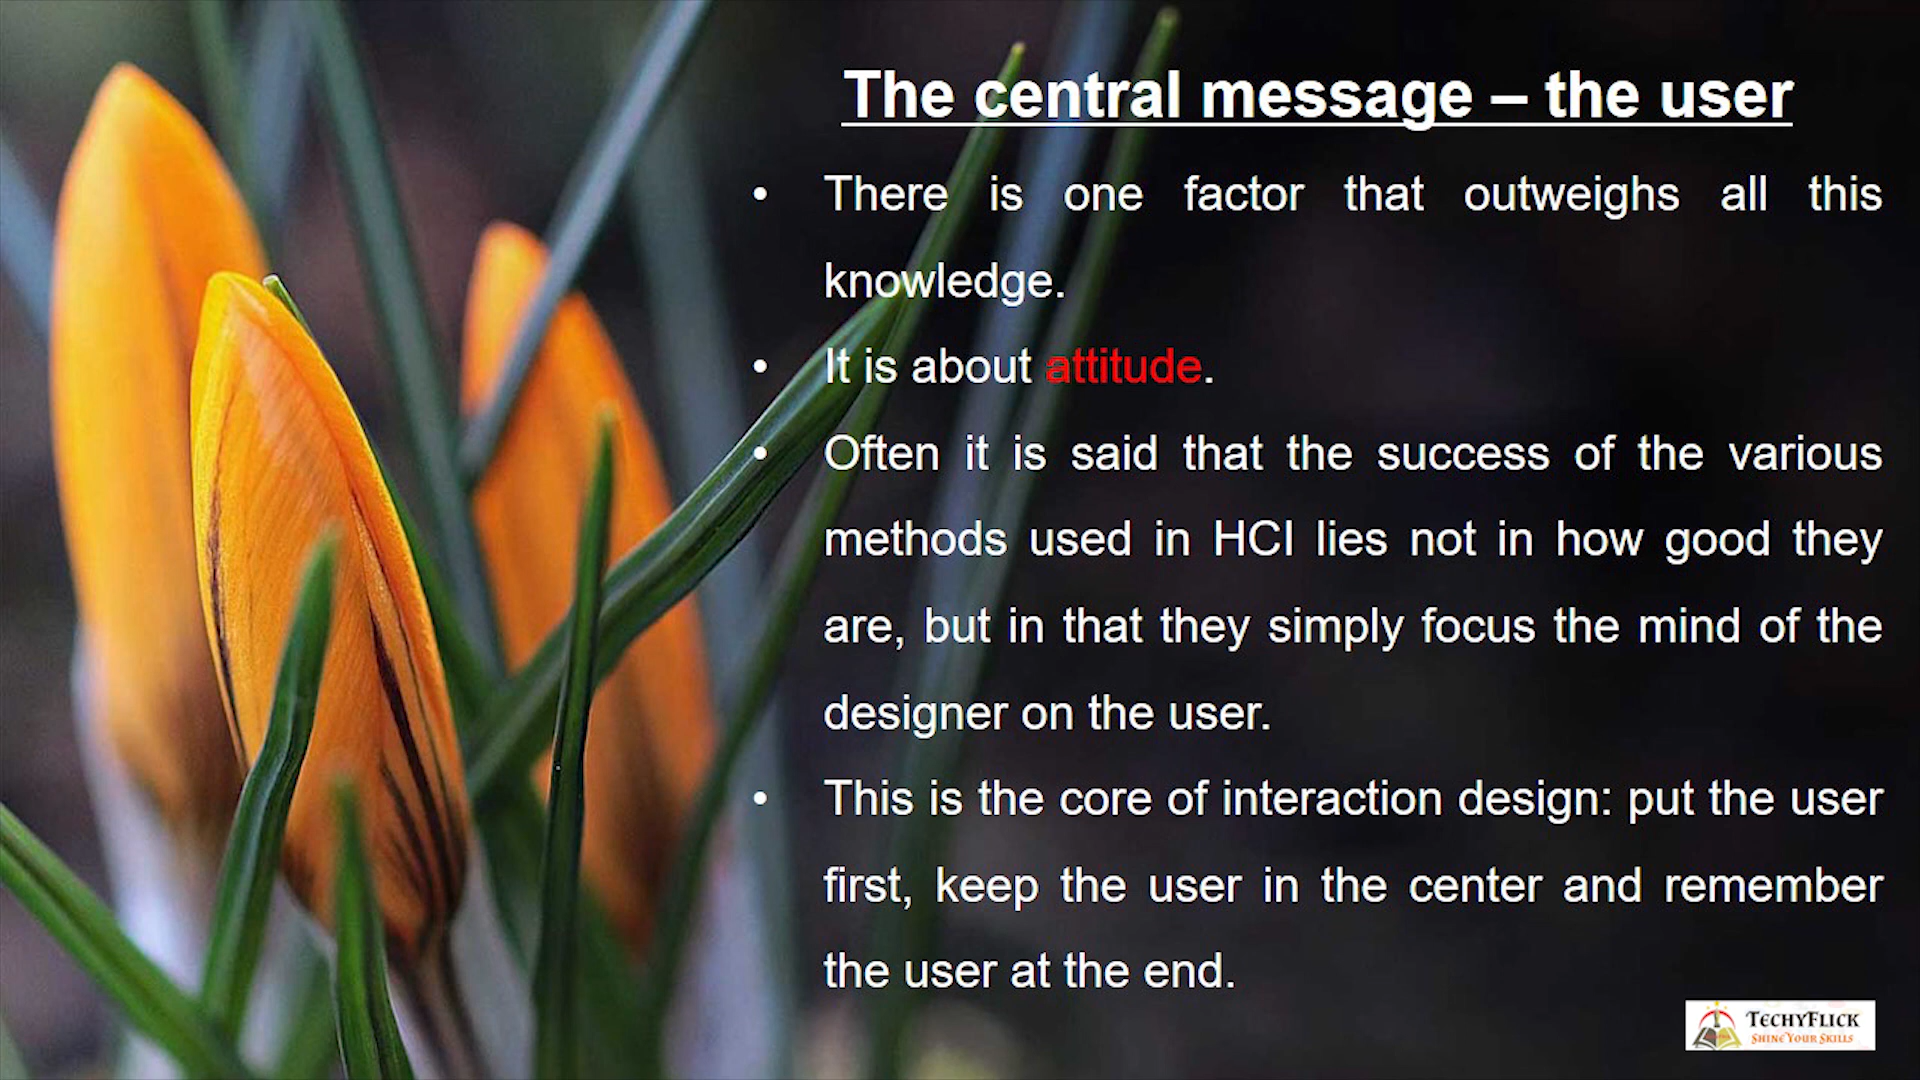 The central message – the user
• There is one factor that outweighs all this
knowledge.
• It is about attitude.
• Often it is said that the success of the various
methods used in HCI lies not in how good they
are, but in that they simply focus the mind of the
designer on the user.
• This is the core of interaction design: put the user
first, keep the user in the center and remember
the user at the end.
TECHYFLICK
SHINE YOUR SKILLS